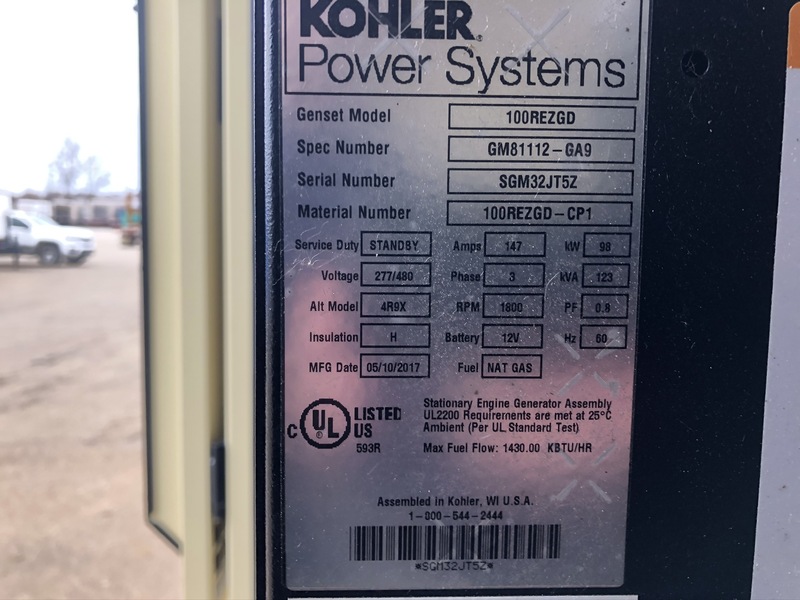 KOHLER®
Power Systems
Genset Model 100REZGD
Spec Number GM81112-GA9
Serial Number SGM32JT5Z
Material Number 100REZGD-CP1
Service Duty STANDBY Amps 147 kW 98
Voltage 277/480 Phase 3 kVA 123
Alt Model 4R9X RPM 1800 PF 0.8
Insulation H Battery 12V Hz 60
MFG Date 05/10/2017 Fuel NAT GAS
C UL ® LISTED US
593R
Stationary Engine Generator Assembly
UL2200 Requirements are met at 25°C
Ambient (Per UL Standard Test)
Max Fuel Flow: 1430.00 KBTU/HR
Assembled in Kohler, WI U.S.A.
1-800-544-2444
*SGM32JT5Z*